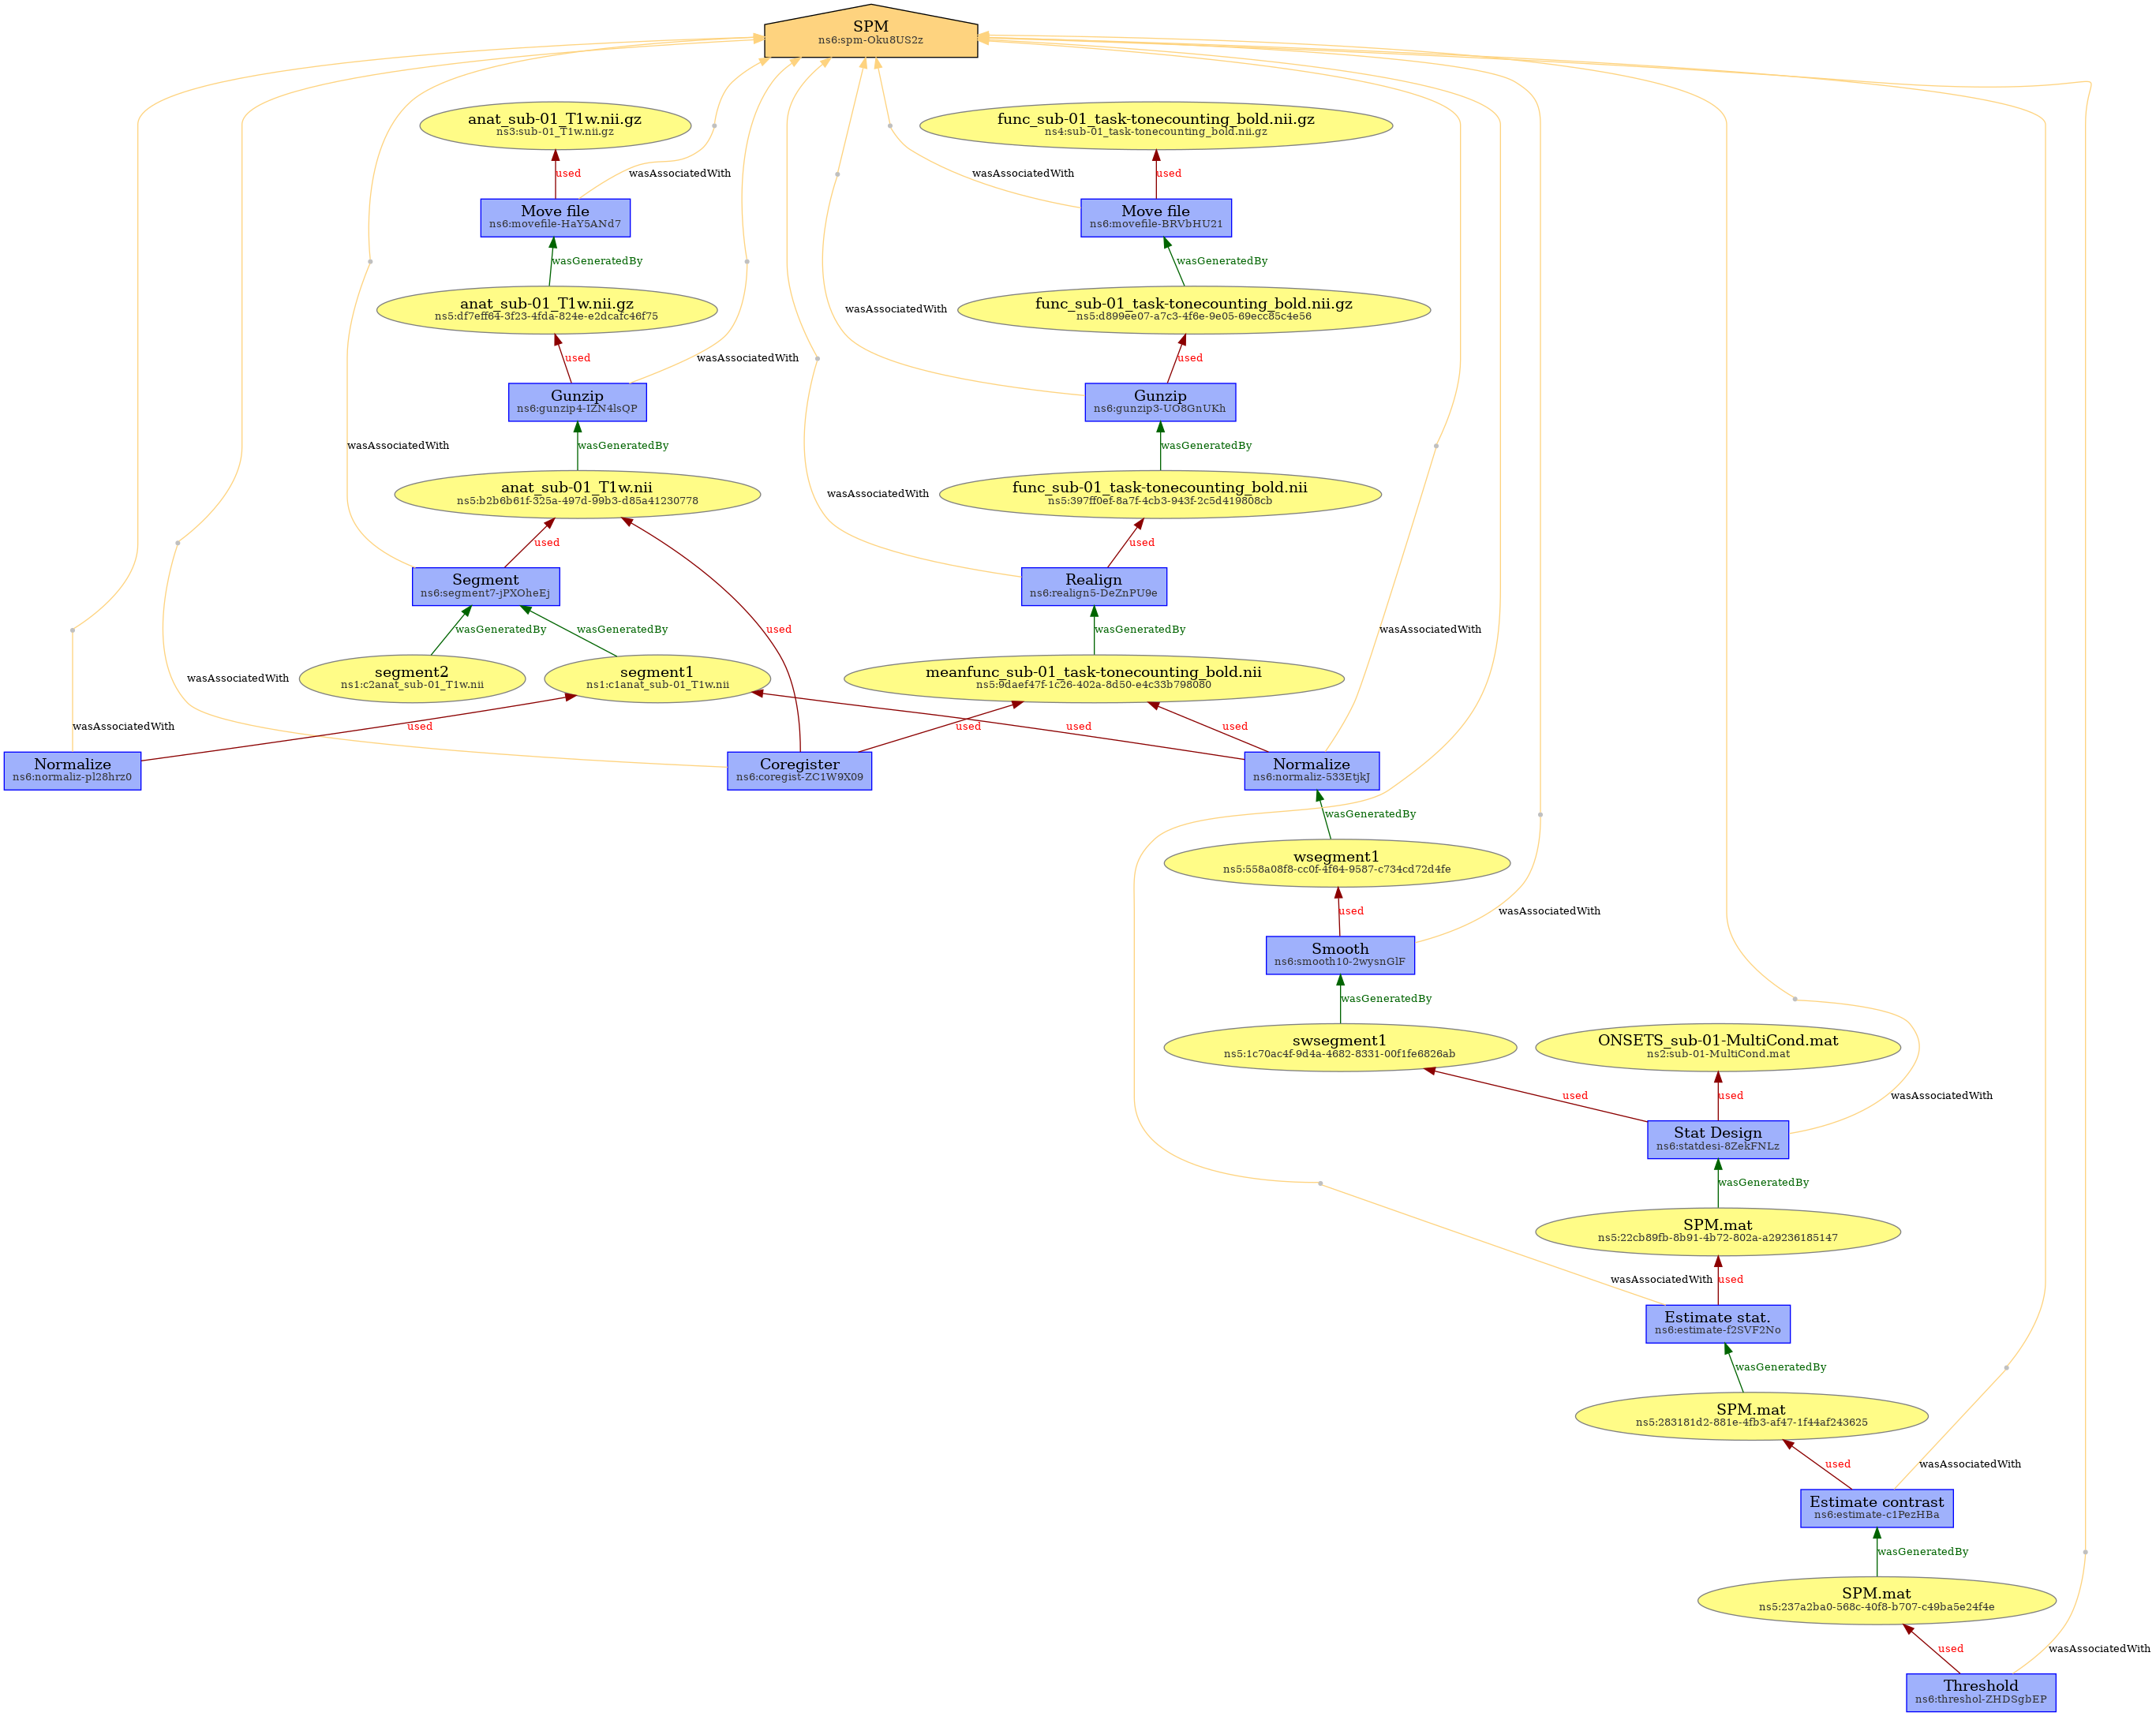 SPM
ns6:spm-Oku8US2z
anat_sub-01_T1w.nii.gz
ns3:sub-01_T1w.nii.gz
func_sub-01_task-tonecounting_bold.nii.gz
ns4:sub-01_task-tonecounting_bold.nii.gz
used
wasAssociatedWith
wasAssociatedWith
used
Move file
ns6:movefile-HaY5ANd7
Move file
ns6:movefile-BRVbHU21
wasGeneratedBy
wasGeneratedBy
anat_sub-01_T1w.nii.gz
ns5:df7eff64-3f23-4fda-824e-e2dcafc46f75
wasAssociatedWith
func_sub-01_task-tonecounting_bold.nii.gz
ns5:d899ee07-a7c3-4f6e-9e05-69ecc85c4e56
used
wasAssociatedWith
used
Gunzip
ns6:gunzip4-IZN4lsQP
Gunzip
ns6:gunzip3-UO8GnUKh
wasAssociatedWith
wasGeneratedBy
wasGeneratedBy
anat_sub-01_T1w.nii
ns5:b2b6b61f-325a-497d-99b3-d85a41230778
wasAssociatedWith
func_sub-01_task-tonecounting_bold.nii
ns5:397ff0ef-8a7f-4cb3-943f-2c5d419808cb
used
used
Segment
ns6:segment7-jPXOheEj
Realign
ns6:realign5-DeZnPU9e
wasGeneratedBy
wasGeneratedBy
used
wasGeneratedBy
wasAssociatedWith
wasAssociatedWith
segment2
ns1:c2anat_sub-01_T1w.nii
segment1
ns1:c1anat_sub-01_T1w.nii
meanfunc_sub-01_task-tonecounting_bold.nii
ns5:9daef47f-1c26-402a-8d50-e4c33b798080
wasAssociatedWith
used
used
used
used
Normalize
ns6:normaliz-pl28hrz0
Coregister
ns6:coregist-ZC1W9X09
Normalize
ns6:normaliz-533EtjkJ
wasGeneratedBy
wsegment1
ns5:558a08f8-cc0f-4f64-9587-c734cd72d4fe
used
wasAssociatedWith
Smooth
ns6:smooth10-2wysnGlF
wasGeneratedBy
swsegment1
ns5:1c70ac4f-9d4a-4682-8331-00f1fe6826ab
ONSETS_sub-01-MultiCond.mat
ns2:sub-01-MultiCond.mat
used
used
wasAssociatedWith
Stat Design
ns6:statdesi-8ZekFNLz
wasGeneratedBy
SPM.mat
ns5:22cb89fb-8b91-4b72-802a-a29236185147
wasAssociatedWith
used
Estimate stat.
ns6:estimate-f2SVF2No
wasGeneratedBy
SPM.mat
ns5:283181d2-881e-4fb3-af47-1f44af243625
used
wasAssociatedWith
Estimate contrast
ns6:estimate-c1PezHBa
wasGeneratedBy
SPM.mat
ns5:237a2ba0-568c-40f8-b707-c49ba5e24f4e
used
wasAssociatedWith
Threshold
ns6:threshol-ZHDSgbEP